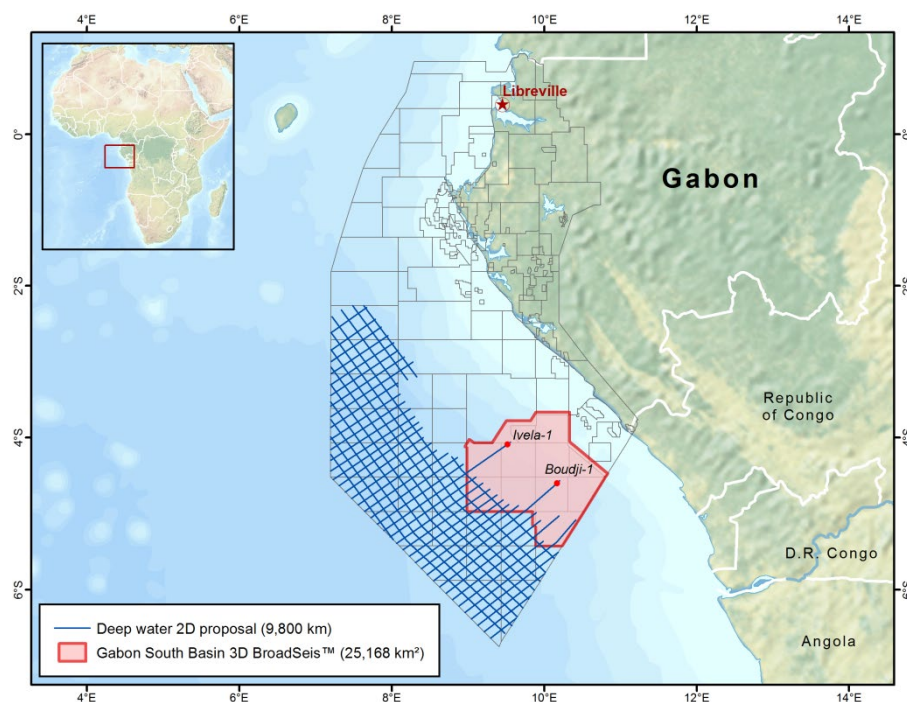 4°E 6°E 8°E 10°E 12°E 14°E
Libreville
0°
0°
Gabon
2°S
2°S
Republic
of Congo
4°S
4°S
Ivela-1
Boudji-1
D.R. Congo
6°S
6°S
Deep water 2D proposal (9,800 km)
Gabon South Basin 3D BroadSeis™ (25,168 km²)
Angola
4°E 6°E 8°E 10°E 12°E 14°E